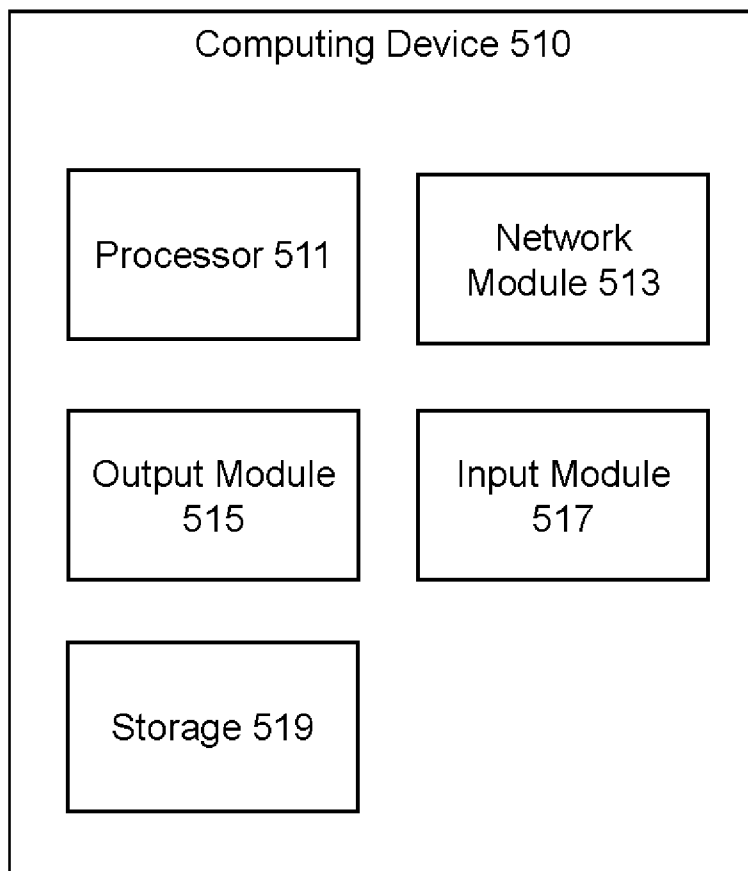 Computing Device 510
Processor 511
Network
Module 513
Output Module
515
Input Module
517
Storage 519